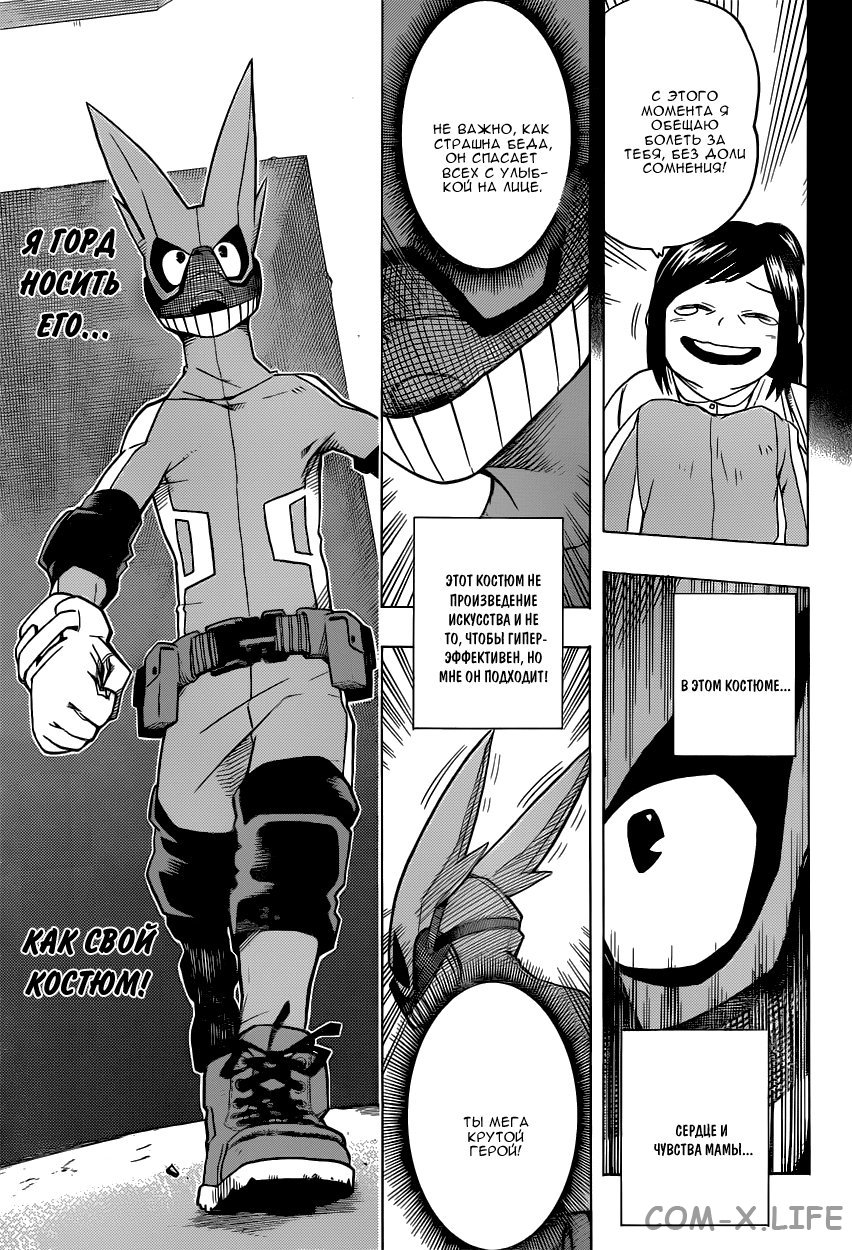 С ЭТОГО
МОМЕНТА Я
ОБЕЩАЮ
БОЛЕТЬ ЗА
ТЕБЯ, БЕЗ ДОЛИ
СОМНЕНИЯ!
В ЭТОМ КОСТЮМЕ...
СЕРДЦЕ И
ЧУВСТВА МАМЫ...
НЕ ВАЖНО, КАК
СТРАШНА БЕДА,
ОН СПАСАЕТ
ВСЕХ С УЛЫБ-
КОЙ НА ЛИЦЕ.
ЭТОТ КОСТЮМ НЕ
ПРОИЗВЕДЕНИЕ
ИСКУССТВА И НЕ
ТО, ЧТОБЫ ГИПЕР-
ЭФФЕКТИВЕН, НО
МНЕ ОН ПОДХОДИТ!
ТЫ МЕГА
КРУТОЙ
ГЕРОЙ!
Я ГОРД
НОСИТЬ
ЕГО...
КАК СВОЙ
КОСТЮМ!
COM-X.LIFE